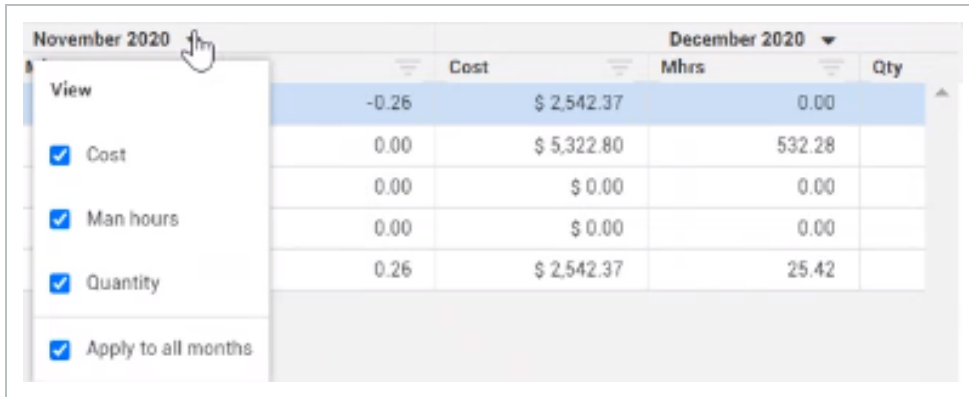 November 2020 December 2020
M Cost Mhrs Qty
View
-0.26 $ 2,542.37 0.00
Cost
0.00 $ 5,322.80 532.28
0.00 $ 0.00 0.00
Man hours
0.00 $ 0.00 0.00
Quantity
0.26 $ 2,542.37 25.42
Apply to all months